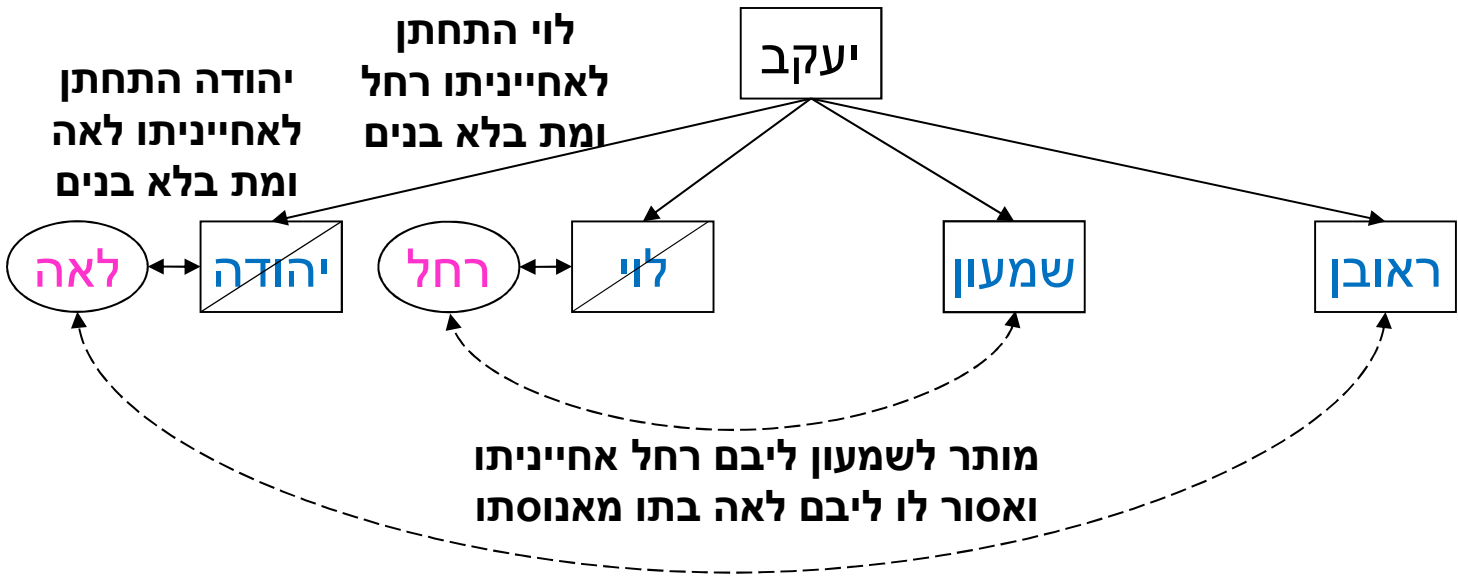 יעקב
לוי התחתן
לאחייניתו רחל
ומת בלא בנים
יהודה התחתן
לאחייניתו לאה
ומת בלא בנים
ראובן
שמעון
לוי
רחל
יהודה
לאה
מותר לשמעון ליבם רחל אחייניתו
ואסור לו ליבם לאה בתו מאנוסתו